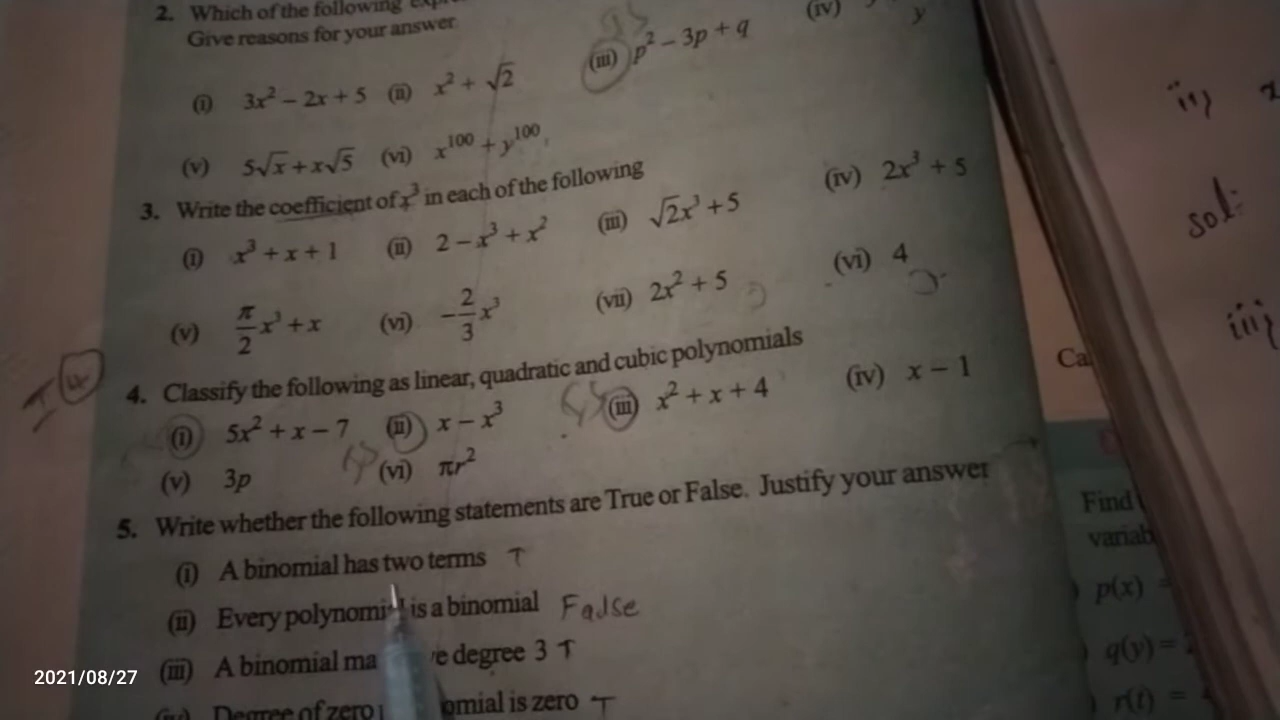 2. Which of the following
Give reasons for your answer.
(i) 3x² − 2x + 5 (ii) x² + √2 (iii) p² − 3p + q (iv) y
(v) 5√x + x√5 (vi) x¹⁰⁰ + y¹⁰⁰
3. Write the coefficient of x³ in each of the following
(i) x³ + x + 1 (ii) 2 − x³ + x² (iii) √2x³ + 5 (iv) 2x³ + 5
(v) π/2 x³ + x (vi) −2/3 x³ (vii) 2x² + 5 (vi) 4
4. Classify the following as linear, quadratic and cubic polynomials
(i) 5x² + x − 7 (ii) x − x³ (iii) x² + x + 4 (iv) x − 1
(v) 3p (vi) πr²
5. Write whether the following statements are True or False. Justify your answer
(i) A binomial has two terms T
(ii) Every is a binomial False
(iii) A binomial degree 3 T
Degree of zero is zero T
ii)
sol:
iii)
Find
p(x) =
q(y) =
r(t) =
2021/08/27